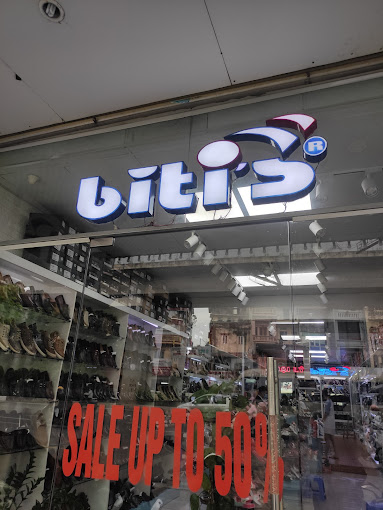 biti's ®
SALE UP TO 50%